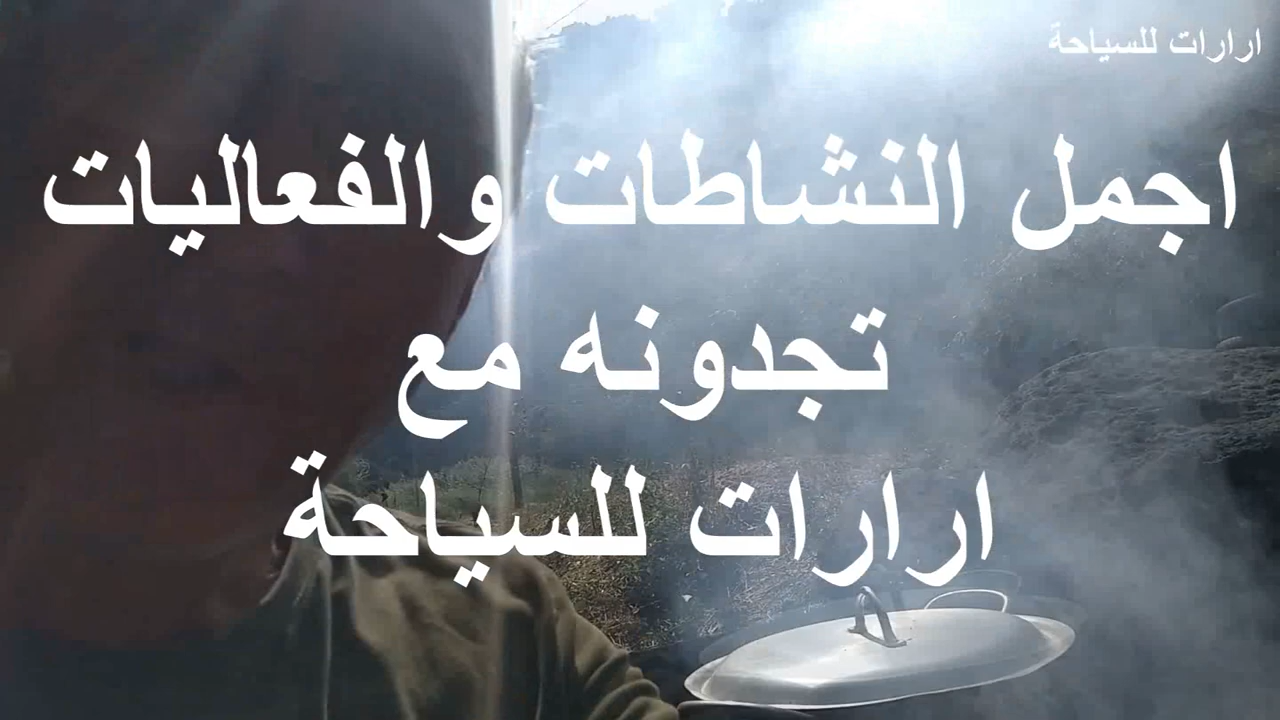 ارارات للسياحة
اجمل النشاطات والفعاليات
تجدونه مع
ارارات للسياحة